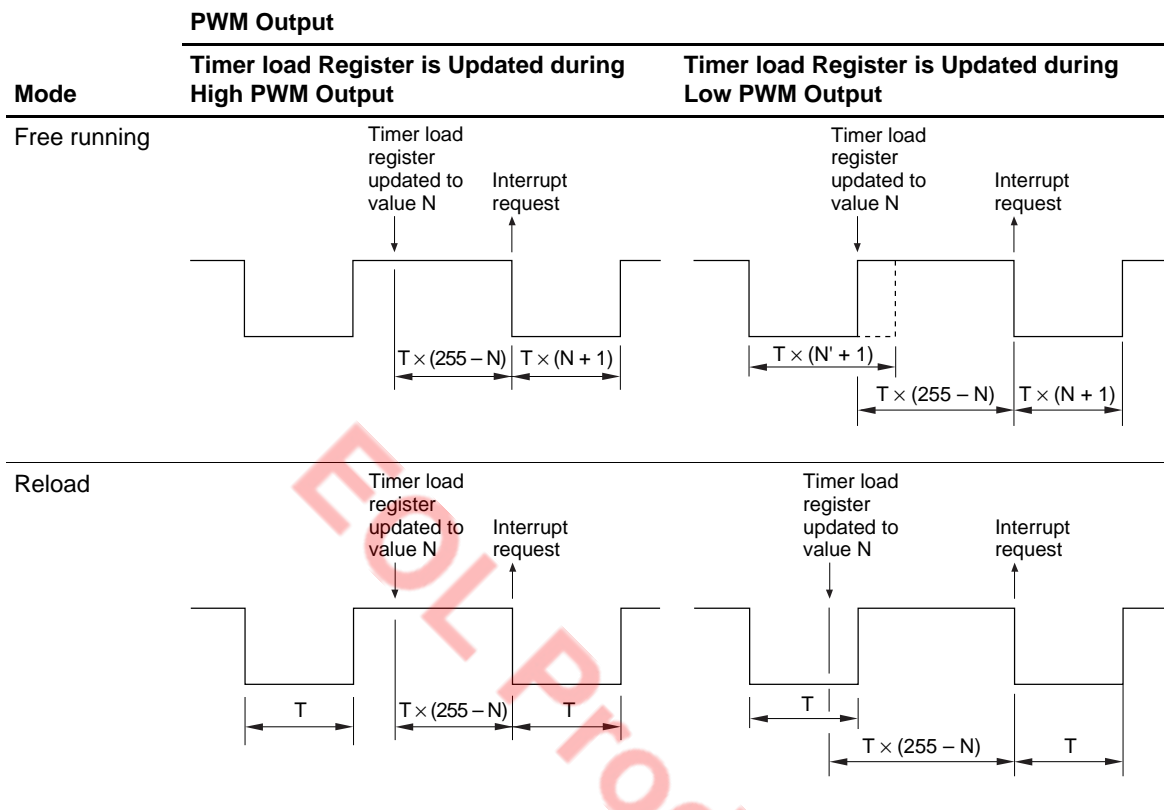 PWM Output
Mode
Timer load Register is Updated during
High PWM Output
Timer load Register is Updated during
Low PWM Output
Free running
Timer load
register
updated to
value N
Interrupt
request
T × (255 – N)
T × (N + 1)
Timer load
register
updated to
value N
Interrupt
request
T × (N' + 1)
T × (255 – N)
T × (N + 1)
Reload
Timer load
register
updated to
value N
Interrupt
request
T
T × (255 – N)
T
Timer load
register
updated to
value N
Interrupt
request
T
T × (255 – N)
T
EOL